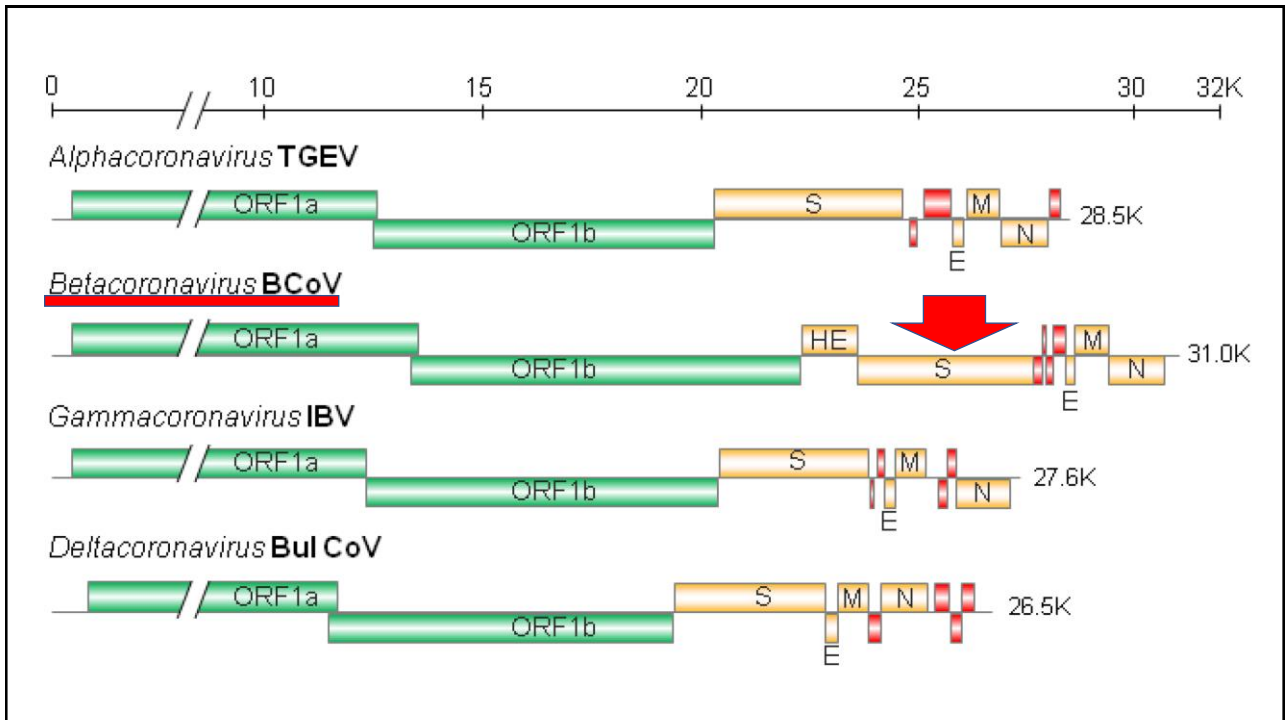 0 10 15 20 25 30 32K
Alphacoronavirus TGEV
ORF1a S M
ORF1b N 28.5K
E
Betacoronavirus BCoV
ORF1a HE M
ORF1b S N 31.0K
E
Gammacoronavirus IBV
ORF1a S M
ORF1b N 27.6K
E
Deltacoronavirus Bul CoV
ORF1a S M N
ORF1b 26.5K
E